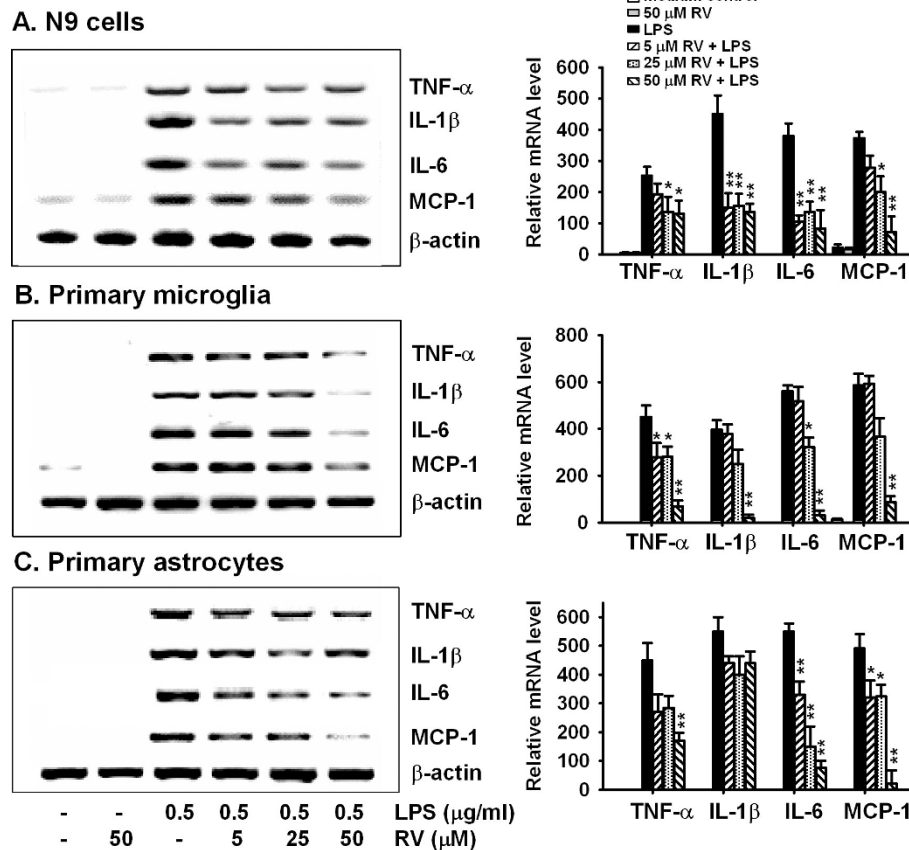 A. N9 cells
TNF-α
IL-1β
IL-6
MCP-1
β-actin
50 μM RV
LPS
5 μM RV + LPS
25 μM RV + LPS
50 μM RV + LPS
Relative mRNA level
600
500
400
300
200
100
0
* *
** ** **
** ** **
* **
TNF-α IL-1β IL-6 MCP-1
B. Primary microglia
TNF-α
IL-1β
IL-6
MCP-1
β-actin
Relative mRNA level
800
600
400
200
0
* * **
**
* **
**
TNF-α IL-1β IL-6 MCP-1
C. Primary astrocytes
TNF-α
IL-1β
IL-6
MCP-1
β-actin
- - 0.5 0.5 0.5 0.5 LPS (μg/ml)
- 50 - 5 25 50 RV (μM)
Relative mRNA level
600
500
400
300
200
100
0
**
** ** **
* * **
TNF-α IL-1β IL-6 MCP-1